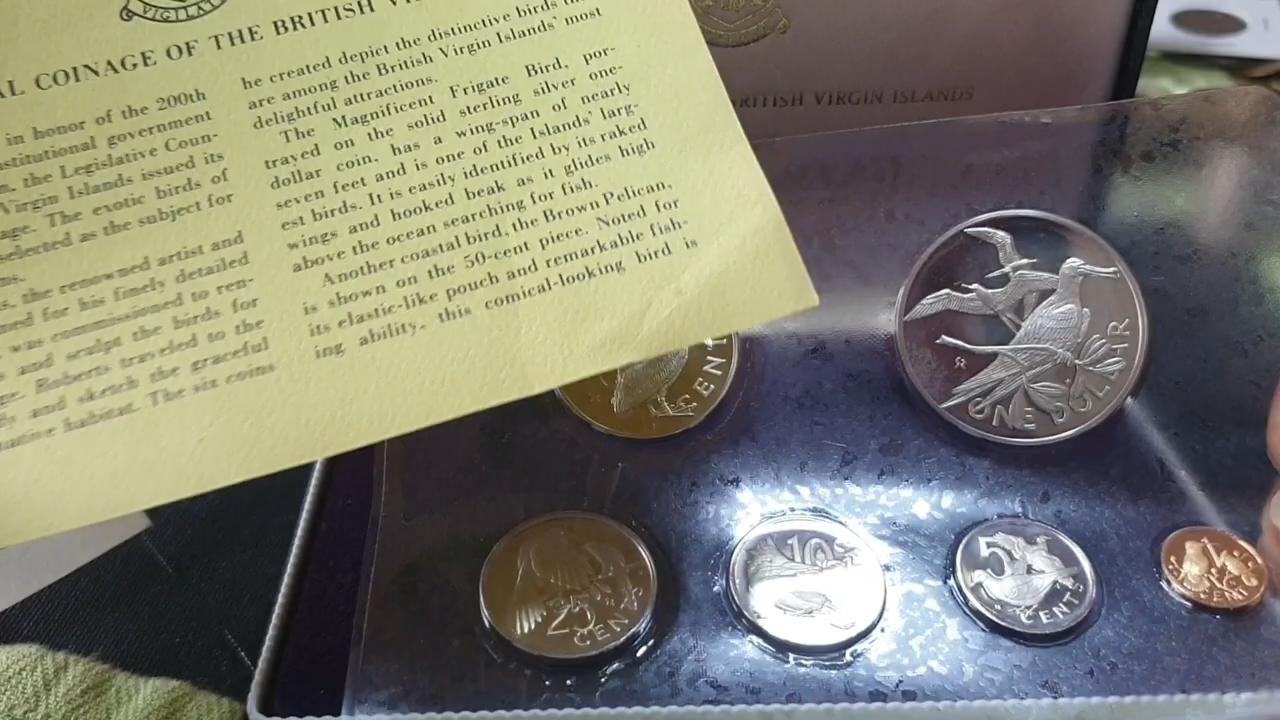 VIGILATE
AL COINAGE OF THE BRITISH VI
in honor of the 200th
stitutional government
n, the Legislative Coun-
Virgin Islands issued its
age. The exotic birds of
selected as the subject for
ns.
s, the renowned artist and
ned for his finely detailed
was commissioned to ren-
and sculpt the birds for
ge. Roberts traveled to the
ds and sketch the graceful
native habitat. The six coins
he created depict the distinctive birds
are among the British Virgin Islands' most
delightful attractions.
The Magnificent Frigate Bird, por-
trayed on the solid sterling silver one-
dollar coin, has a wing-span of nearly
seven feet and is one of the Islands' larg-
est birds. It is easily identified by its raked
wings and hooked beak as it glides high
above the ocean searching for fish.
Another coastal bird, the Brown Pelican,
is shown on the 50-cent piece. Noted for
its elastic-like pouch and remarkable fish-
ing ability, this comical-looking bird is
BRITISH VIRGIN ISLANDS
ONE DOLLAR
CENT
25 CENTS
10
5 CENTS
1 CENT